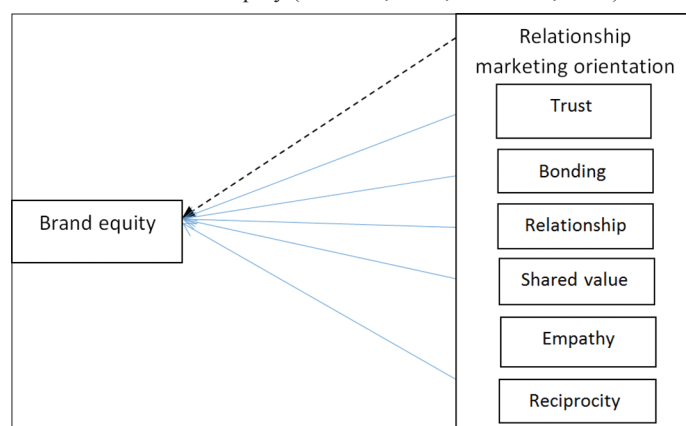 Relationship
marketing orientation
Trust
Bonding
Brand equity
Relationship
Shared value
Empathy
Reciprocity